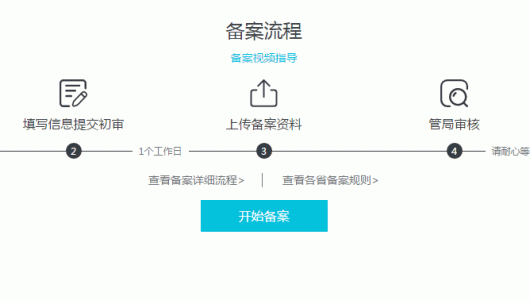 备案流程
备案视频指导
填写信息提交初审 上传备案资料 管局审核
2 1个工作日 3 4 请耐心等
查看备案详细流程> | 查看各省备案规则>
开始备案